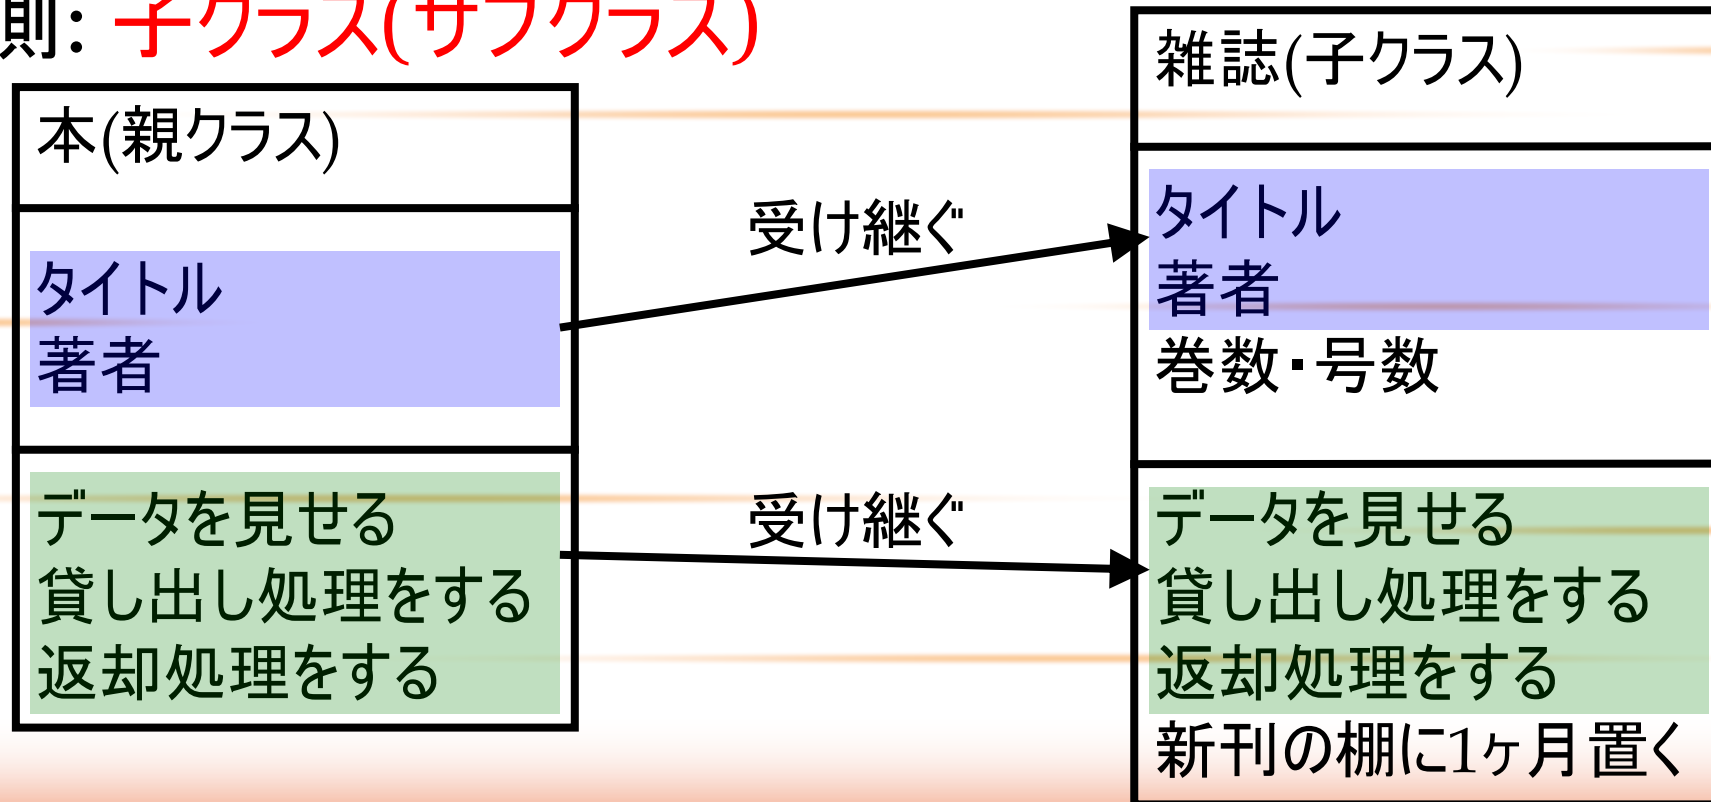 則: 子クラス(サブクラス)
本(親クラス)
タイトル
著者
データを見せる
貸し出し処理をする
返却処理をする
受け継ぐ
受け継ぐ
雑誌(子クラス)
タイトル
著者
巻数・号数
データを見せる
貸し出し処理をする
返却処理をする
新刊の棚に1ヶ月置く